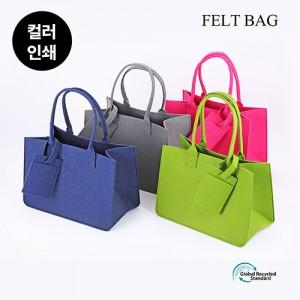 컬러
인쇄
FELT BAG
Global Recycled
Standard